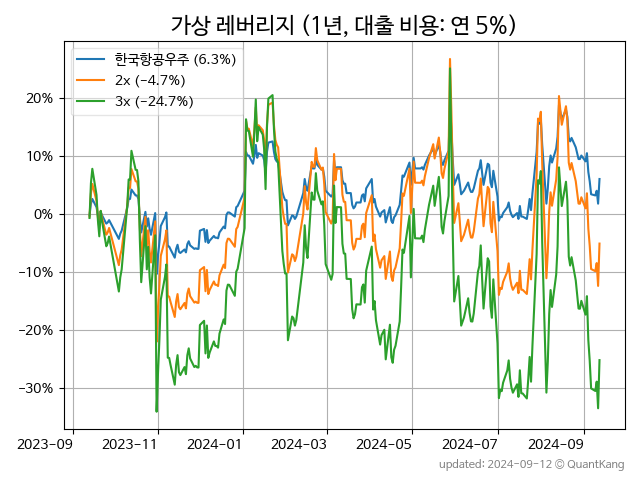 가상 레버리지 (1년, 대출 비용: 연 5%)
한국항공우주 (6.3%)
2x (−4.7%)
3x (−24.7%)
20%
10%
0%
−10%
−20%
−30%
2023-09 2023-11 2024-01 2024-03 2024-05 2024-07 2024-09
updated: 2024-09-12 © QuantKang